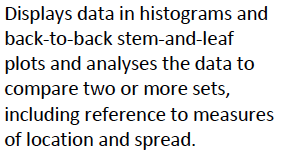 Displays data in histograms and
back-to-back stem-and-leaf
plots and analyses the data to
compare two or more sets,
including reference to measures
of location and spread.